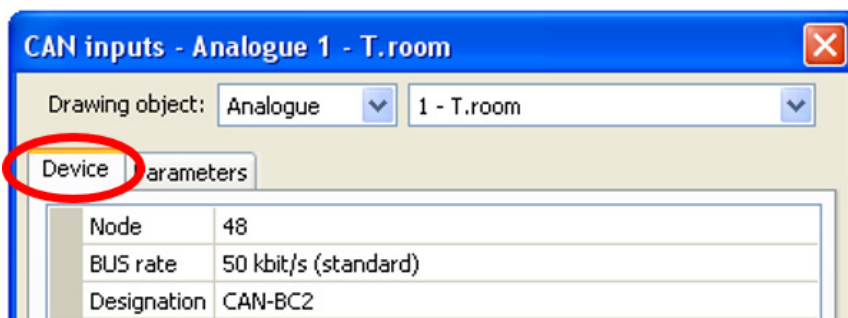 CAN inputs - Analogue 1 - T.room
Drawing object: Analogue 1 - T.room
Device Parameters
Node 48
BUS rate 50 kbit/s (standard)
Designation CAN-BC2